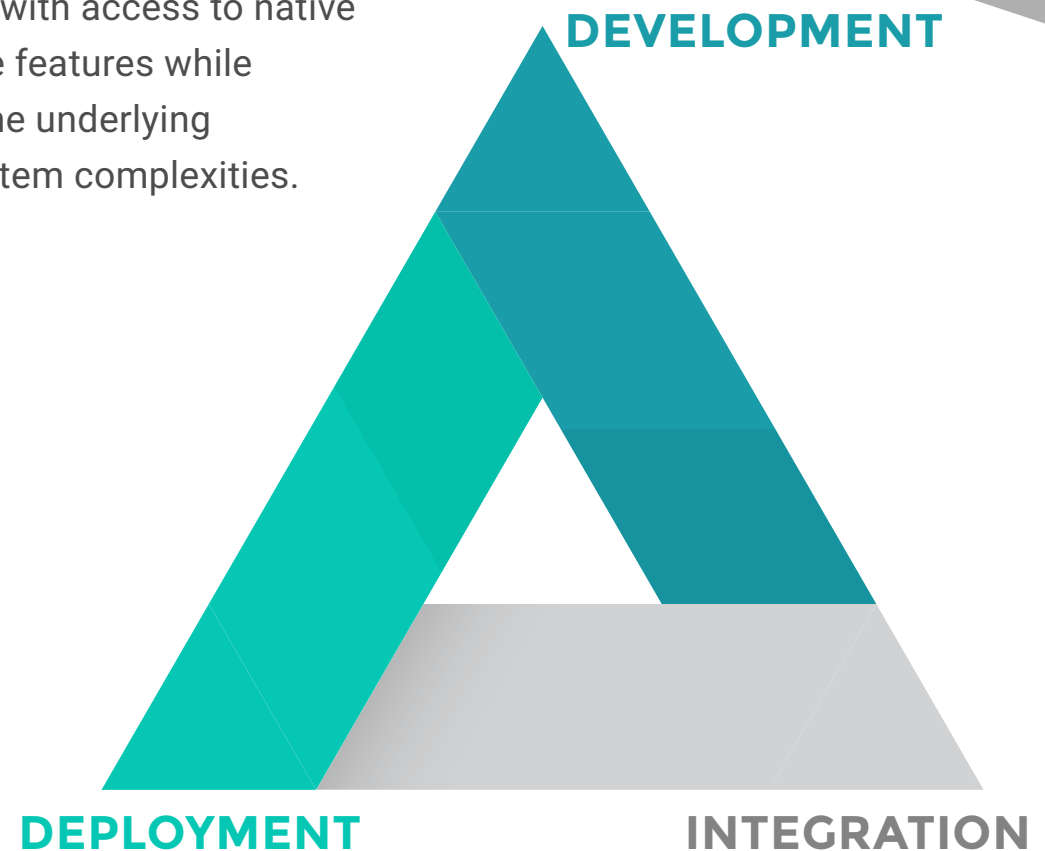 with access to native
features while
underlying
complexities.
DEVELOPMENT
DEPLOYMENT
INTEGRATION